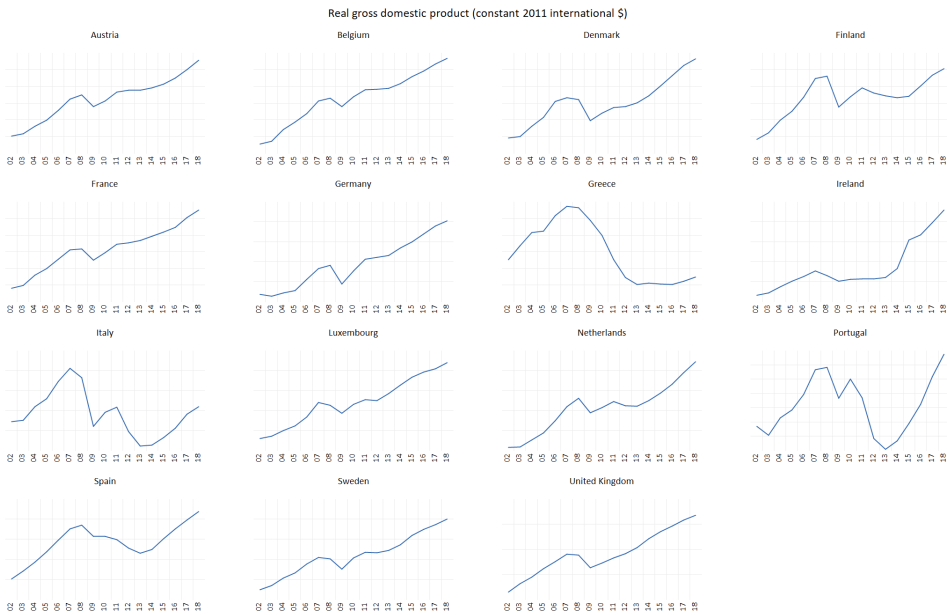 Real gross domestic product (constant 2011 international $)
Austria
02 03 04 05 06 07 08 09 10 11 12 13 14 15 16 17 18
Belgium
02 03 04 05 06 07 08 09 10 11 12 13 14 15 16 17 18
Denmark
02 03 04 05 06 07 08 09 10 11 12 13 14 15 16 17 18
Finland
02 03 04 05 06 07 08 09 10 11 12 13 14 15 16 17 18
France
02 03 04 05 06 07 08 09 10 11 12 13 14 15 16 17 18
Germany
02 03 04 05 06 07 08 09 10 11 12 13 14 15 16 17 18
Greece
02 03 04 05 06 07 08 09 10 11 12 13 14 15 16 17 18
Ireland
02 03 04 05 06 07 08 09 10 11 12 13 14 15 16 17 18
Italy
02 03 04 05 06 07 08 09 10 11 12 13 14 15 16 17 18
Luxembourg
02 03 04 05 06 07 08 09 10 11 12 13 14 15 16 17 18
Netherlands
02 03 04 05 06 07 08 09 10 11 12 13 14 15 16 17 18
Portugal
02 03 04 05 06 07 08 09 10 11 12 13 14 15 16 17 18
Spain
02 03 04 05 06 07 08 09 10 11 12 13 14 15 16 17 18
Sweden
02 03 04 05 06 07 08 09 10 11 12 13 14 15 16 17 18
United Kingdom
02 03 04 05 06 07 08 09 10 11 12 13 14 15 16 17 18